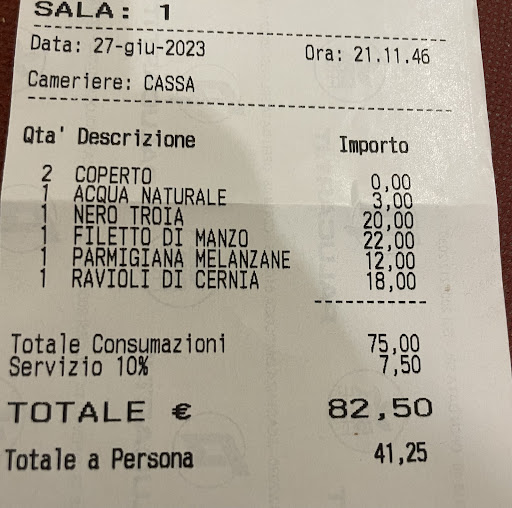 SALA: 1
Data: 27-giu-2023 Ora: 21.11.46
Cameriere: CASSA
Qta' Descrizione Importo
2 COPERTO 0,00
1 ACQUA NATURALE 3,00
1 NERO TROIA 20,00
1 FILETTO DI MANZO 22,00
1 PARMIGIANA MELANZANE 12,00
1 RAVIOLI DI CERNIA 18,00
Totale Consumazioni 75,00
Servizio 10% 7,50
TOTALE € 82,50
Totale a Persona 41,25